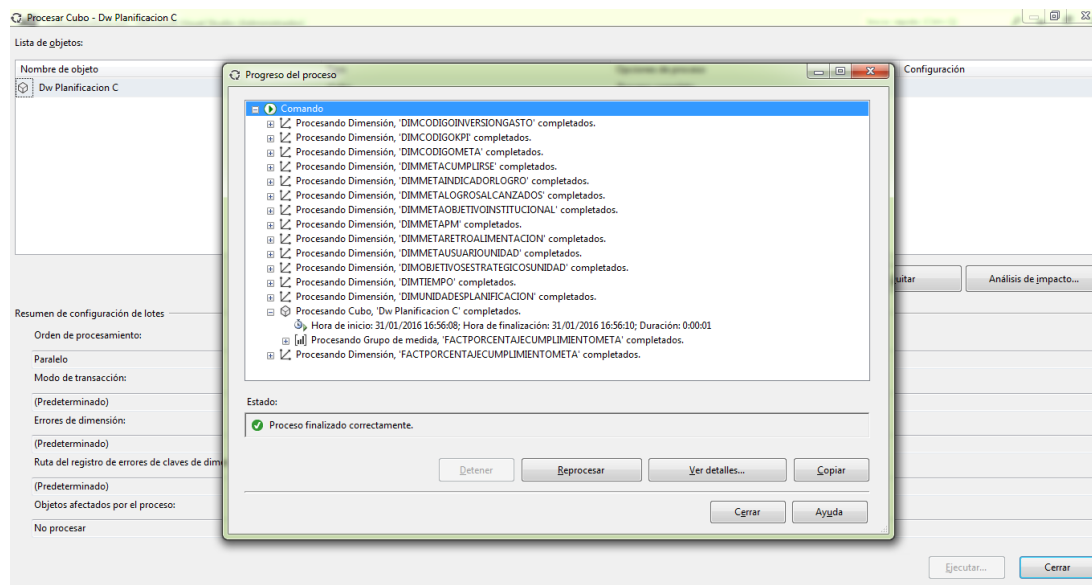 Procesar Cubo - Dw Planificacion C
Lista de objetos:
Nombre de objeto
Configuración
Dw Planificacion C
Progreso del proceso
Comando
Procesando Dimensión, 'DIMCODIGOINVERSIONGASTO' completados.
Procesando Dimensión, 'DIMCODIGOKPI' completados.
Procesando Dimensión, 'DIMCODIGOMETA' completados.
Procesando Dimensión, 'DIMMETACUMPLIRSE' completados.
Procesando Dimensión, 'DIMMETAINDICADORLOGRO' completados.
Procesando Dimensión, 'DIMMETALOGROSALCANZADOS' completados.
Procesando Dimensión, 'DIMMETAOBJETIVOINSTITUCIONAL' completados.
Procesando Dimensión, 'DIMMETAPM' completados.
Procesando Dimensión, 'DIMMETARETROALIMENTACION' completados.
Procesando Dimensión, 'DIMMETAUSUARIOUNIDAD' completados.
Procesando Dimensión, 'DIMOBJETIVOSESTRATEGICOSUNIDAD' completados.
Procesando Dimensión, 'DIMTIEMPO' completados.
Procesando Dimensión, 'DIMUNIDADESPLANIFICACION' completados.
Procesando Cubo, 'Dw Planificacion C' completados.
Hora de inicio: 31/01/2016 16:56:08; Hora de finalización: 31/01/2016 16:56:10; Duración: 0:00:01
Procesando Grupo de medida, 'FACTPORCENTAJECUMPLIMIENTOMETA' completados.
Procesando Dimensión, 'FACTPORCENTAJECUMPLIMIENTOMETA' completados.
uitar
Análisis de impacto...
Resumen de configuración de lotes
Orden de procesamiento:
Paralelo
Modo de transacción:
(Predeterminado)
Errores de dimensión:
(Predeterminado)
Ruta del registro de errores de claves de dim
(Predeterminado)
Objetos afectados por el proceso:
No procesar
Estado:
Proceso finalizado correctamente.
Detener
Reprocesar
Ver detalles...
Copiar
Cerrar
Ayuda
Ejecutar...
Cerrar